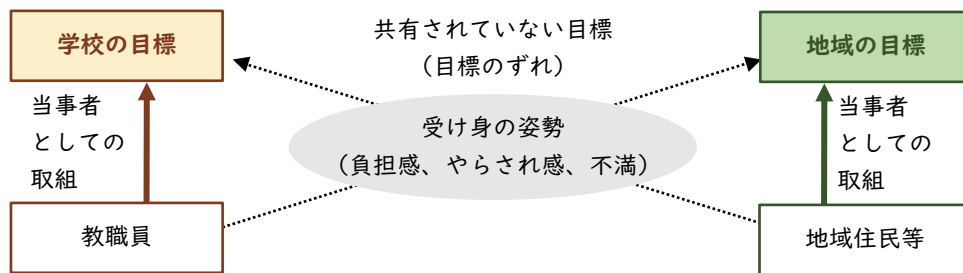 学校の目標
共有されていない目標
（目標のずれ）
地域の目標
当事者
としての
取組
受け身の姿勢
（負担感、やらされ感、不満）
当事者
としての
取組
教職員
地域住民等